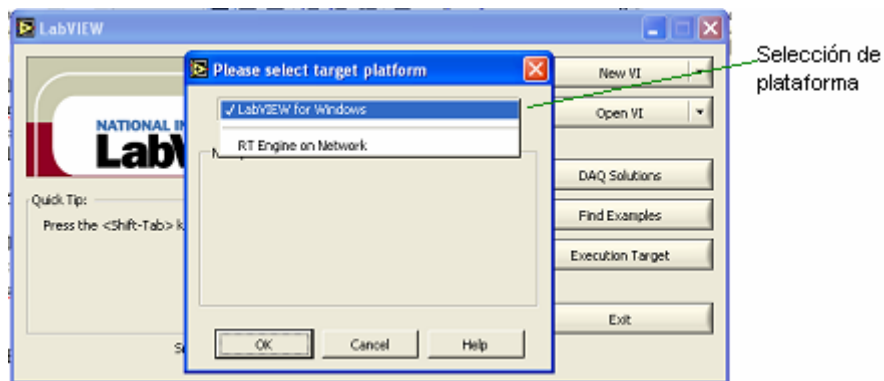 LabVIEW
Please select target platform
✓ LabVIEW for Windows
RT Engine on Network
NATIONAL IN
LabV
Quick Tip:
Press the <Shift-Tab> k
New VI
Open VI
DAQ Solutions
Find Examples
Execution Target
Exit
OK
Cancel
Help
Selección de
plataforma